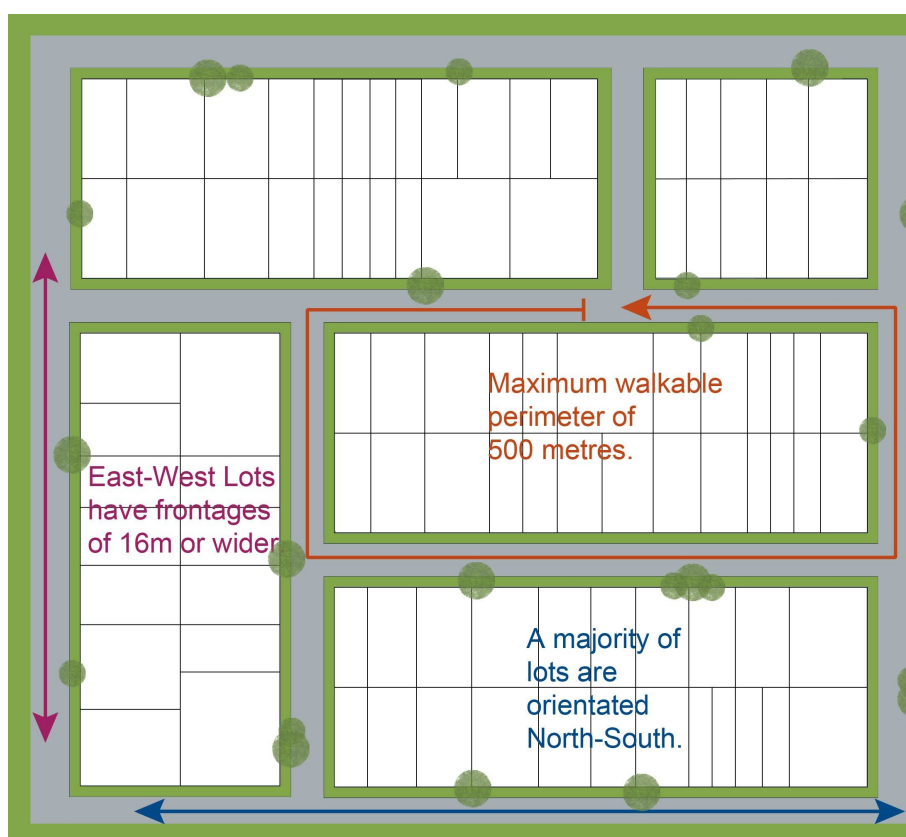 Maximum walkable
perimeter of
500 metres.
East-West Lots
have frontages
of 16m or wider
A majority of
lots are
orientated
North-South.